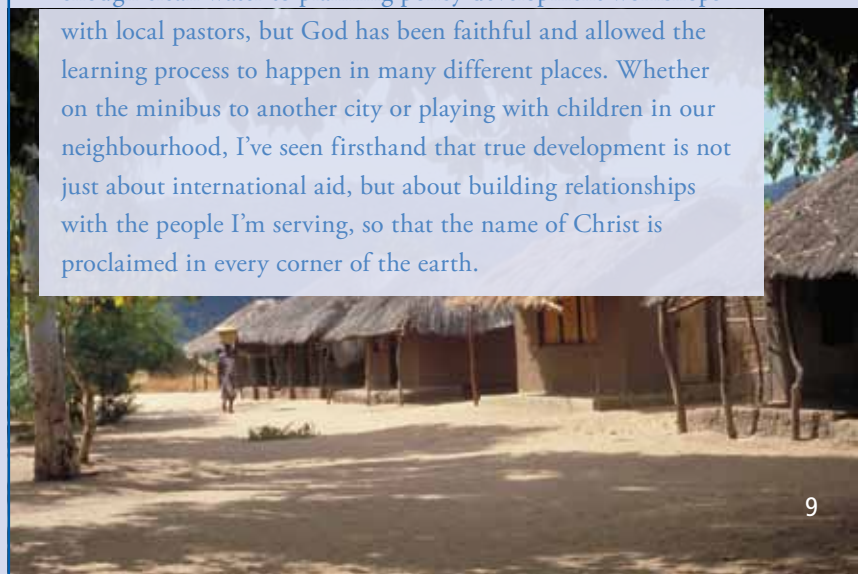 with local pastors, but God has been faithful and allowed the
learning process to happen in many different places. Whether
on the minibus to another city or playing with children in our
neighbourhood, I've seen firsthand that true development is not
just about international aid, but about building relationships
with the people I'm serving, so that the name of Christ is
proclaimed in every corner of the earth.
9